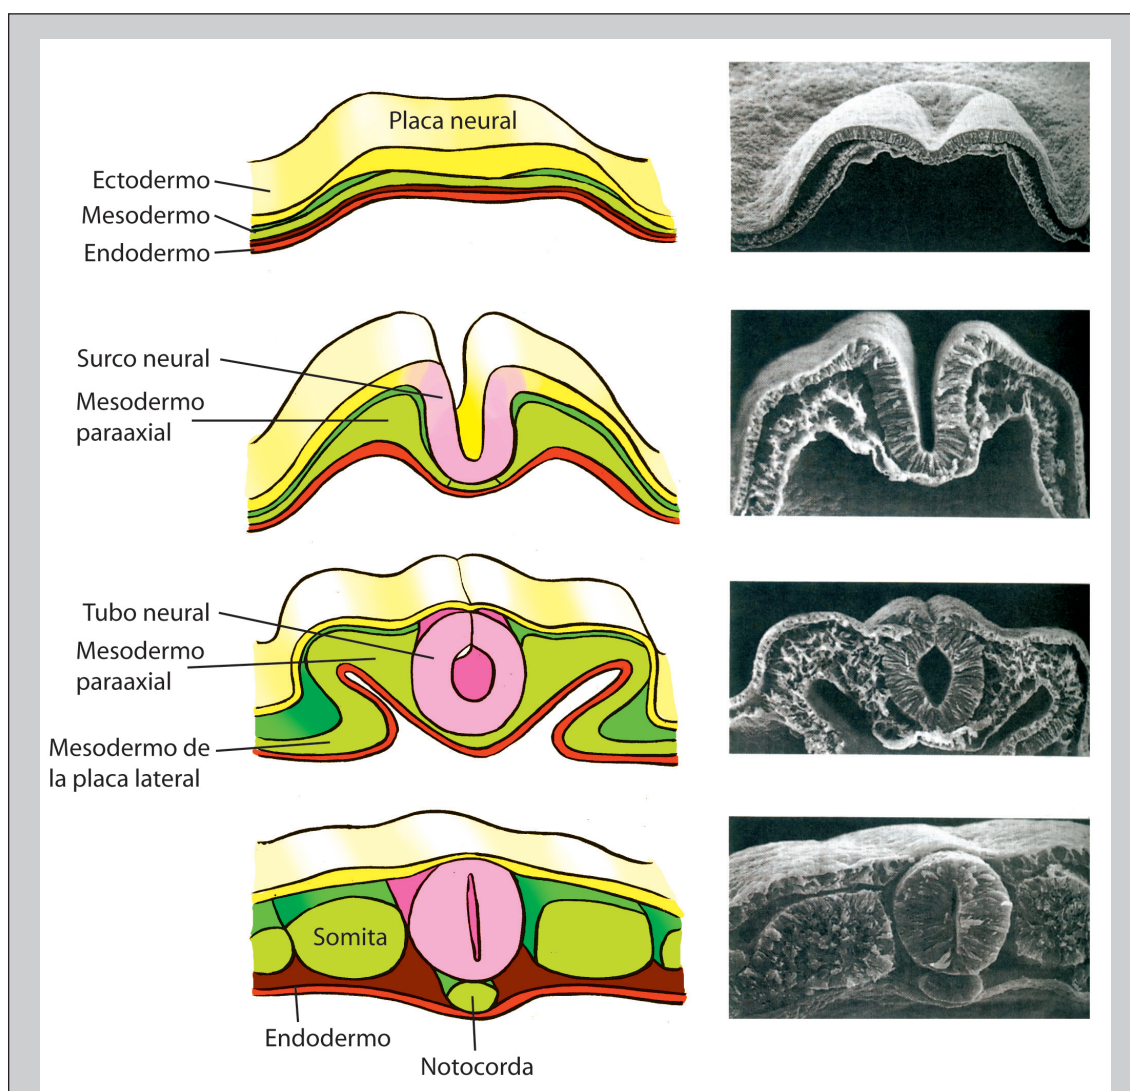 Placa neural
Ectodermo
Mesodermo
Endodermo
Surco neural
Mesodermo
paraaxial
Tubo neural
Mesodermo
paraaxial
Mesodermo de
la placa lateral
Somita
Endodermo
Notocorda